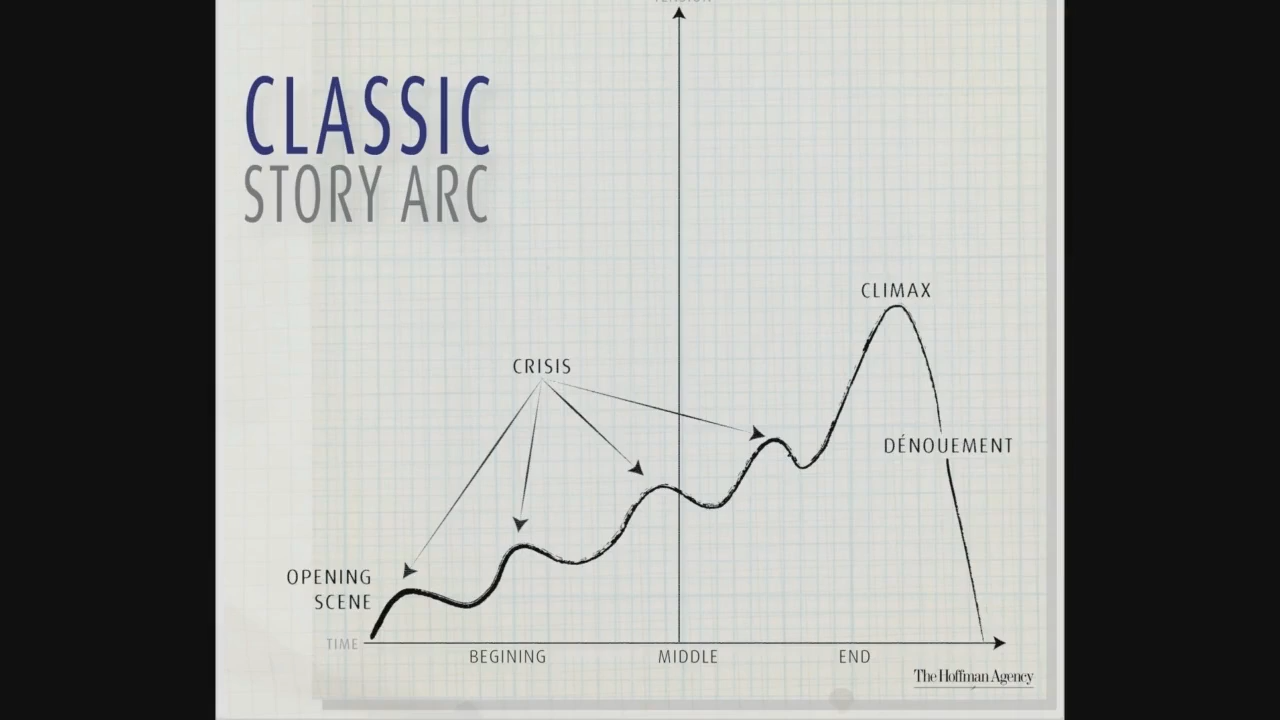 CLASSIC
STORY ARC
CLIMAX
CRISIS
DÉNOUEMENT
OPENING
SCENE
TIME
BEGINING
MIDDLE
END
The Hoffman Agency